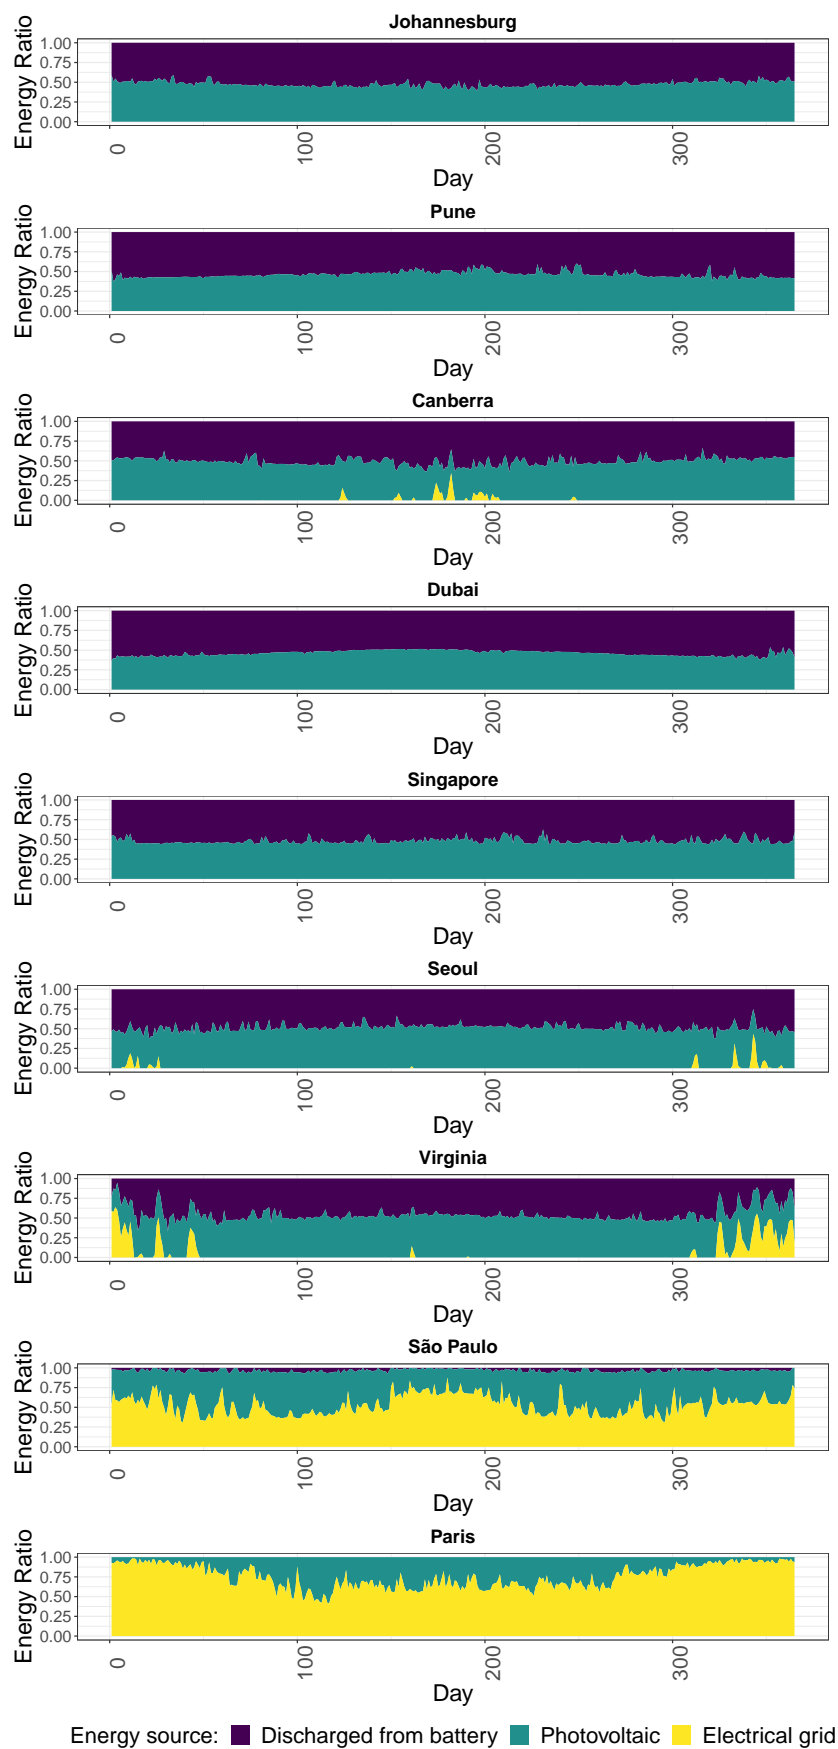 Johannesburg
Energy Ratio
1.00
0.75
0.50
0.25
0.00
0
100
200
300
Day
Pune
Energy Ratio
1.00
0.75
0.50
0.25
0.00
0
100
200
300
Day
Canberra
Energy Ratio
1.00
0.75
0.50
0.25
0.00
0
100
200
300
Day
Dubai
Energy Ratio
1.00
0.75
0.50
0.25
0.00
0
100
200
300
Day
Singapore
Energy Ratio
1.00
0.75
0.50
0.25
0.00
0
100
200
300
Day
Seoul
Energy Ratio
1.00
0.75
0.50
0.25
0.00
0
100
200
300
Day
Virginia
Energy Ratio
1.00
0.75
0.50
0.25
0.00
0
100
200
300
Day
São Paulo
Energy Ratio
1.00
0.75
0.50
0.25
0.00
0
100
200
300
Day
Paris
Energy Ratio
1.00
0.75
0.50
0.25
0.00
0
100
200
300
Day
Energy source: Discharged from battery Photovoltaic Electrical grid